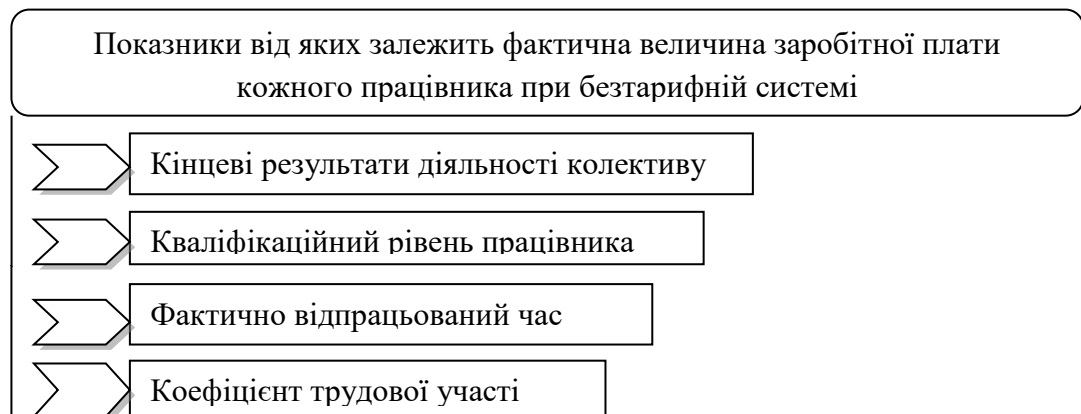 Показники від яких залежить фактична величина заробітної плати
кожного працівника при безтарифній системі
Кінцеві результати діяльності колективу
Кваліфікаційний рівень працівника
Фактично відпрацьований час
Коефіцієнт трудової участі